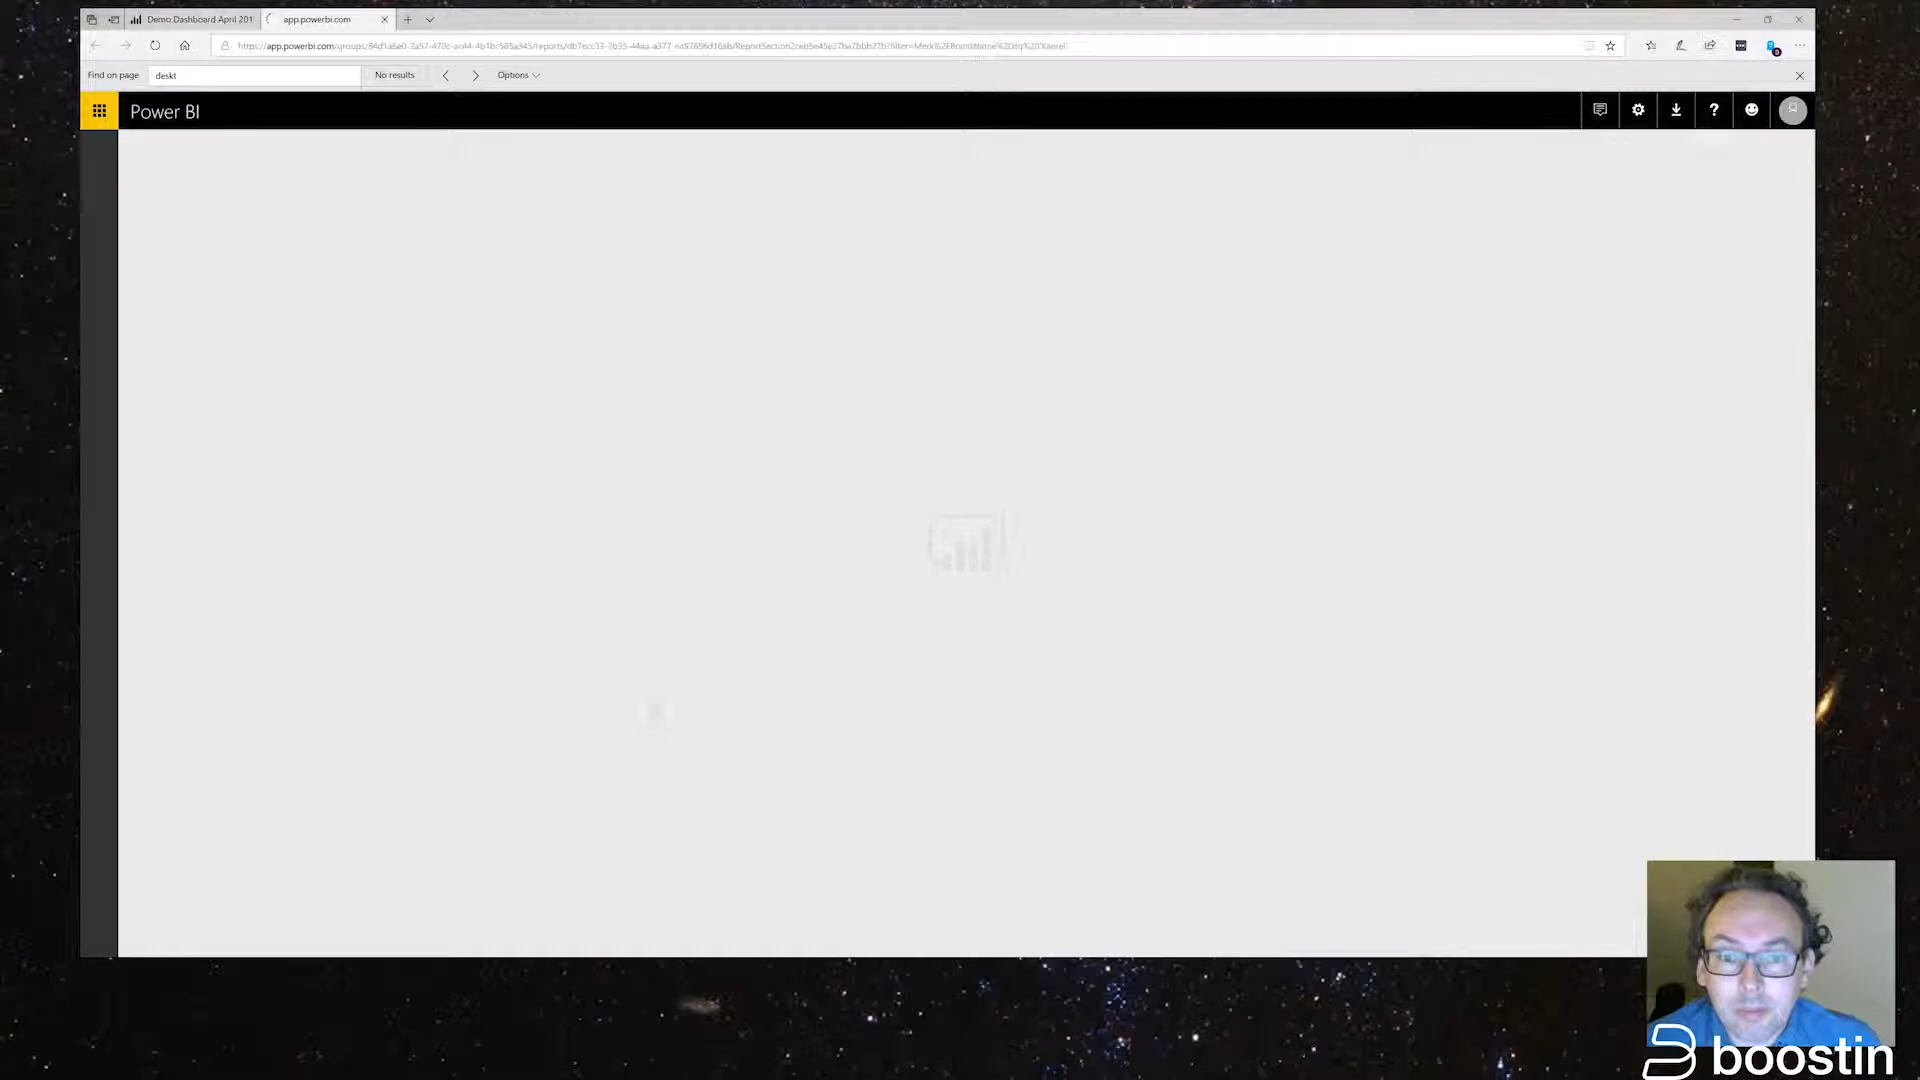 Demo Dashboard April 201
app.powerbi.com
Find on page
deskt
No results
Options
Power BI
boostin